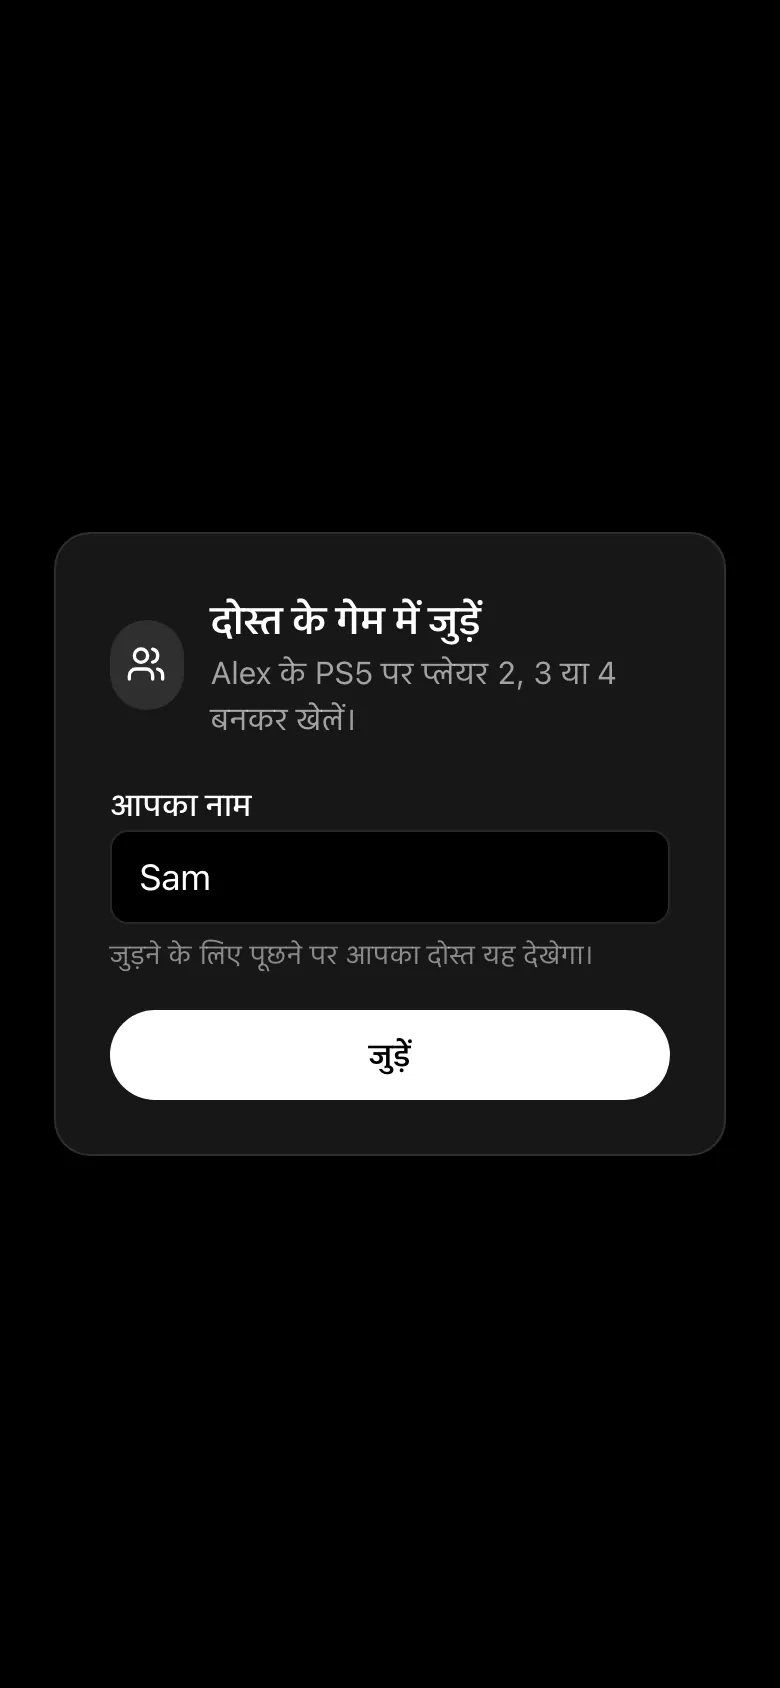 दोस्त के गेम में जुड़ें
Alex के PS5 पर प्लेयर 2, 3 या 4
बनकर खेलें।
आपका नाम
Sam
जुड़ने के लिए पूछने पर आपका दोस्त यह देखेगा।
जुड़ें